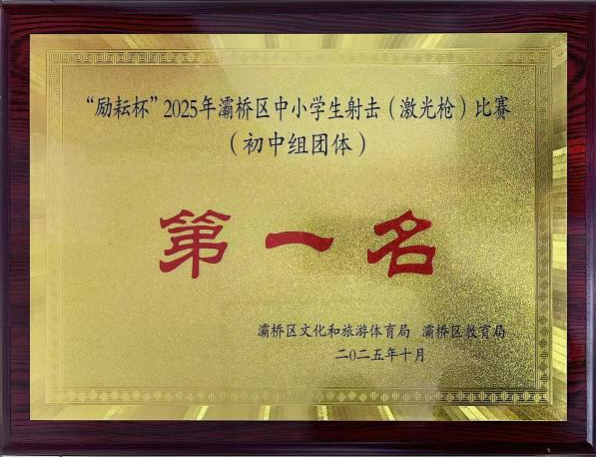 “励耘杯”2025年灞桥区中小学生射击（激光枪）比赛
（初中组团体）
第一名
灞桥区文化和旅游体育局 灞桥区教育局
二〇二五年十月